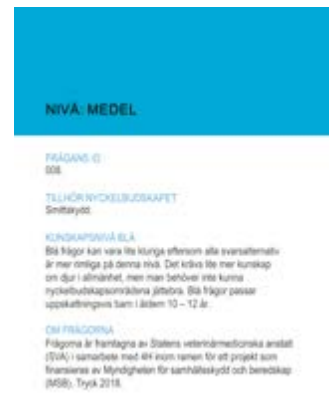 NIVÅ: MEDEL
FRÅGANS ID
008.
TILLHÖR NYCKELBUDSKAPET
Smittskydd.
KUNSKAPSNIVÅ BLÅ
Blå frågor kan vara lite kluriga eftersom alla svarsalternativ
är mer rimliga på denna nivå. Det krävs lite mer kunskap
om djur i allmänhet, men man behöver inte kunna
nyckelbudskapsområdena jättebra. Blå frågor passar
uppskattningsvis barn i åldern 10 – 12 år.
OM FRÅGORNA
Frågorna är framtagna av Statens veterinärmedicinska anstalt
(SVA) i samarbete med 4H inom ramen för ett projekt som
finansieras av Myndigheten för samhällsskydd och beredskap
(MSB). Tryck 2018.